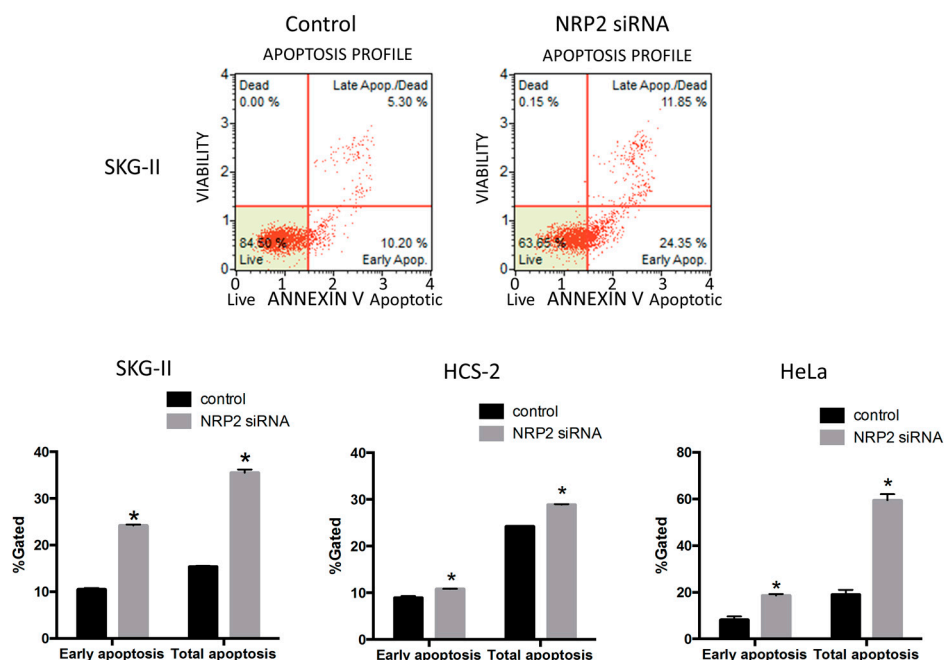 Control
NRP2 siRNA
APOPTOSIS PROFILE
APOPTOSIS PROFILE
SKG-II
VIABILITY
4
3
2
1
0
Dead
0.00 %
Late Apop./Dead
5.30 %
84.50 %
Live
10.20 %
Early Apop.
0 1 2 3 4
Live ANNEXIN V Apoptotic
VIABILITY
4
3
2
1
0
Dead
0.15 %
Late Apop./Dead
11.85 %
63.65 %
Live
24.35 %
Early Apop.
0 1 2 3 4
Live ANNEXIN V Apoptotic
SKG-II
control
NRP2 siRNA
%Gated
40
30
20
10
0
* *
Early apoptosis Total apoptosis
HCS-2
control
NRP2 siRNA
%Gated
40
30
20
10
0
* *
Early apoptosis Total apoptosis
HeLa
control
NRP2 siRNA
%Gated
80
60
40
20
0
* *
Early apoptosis Total apoptosis